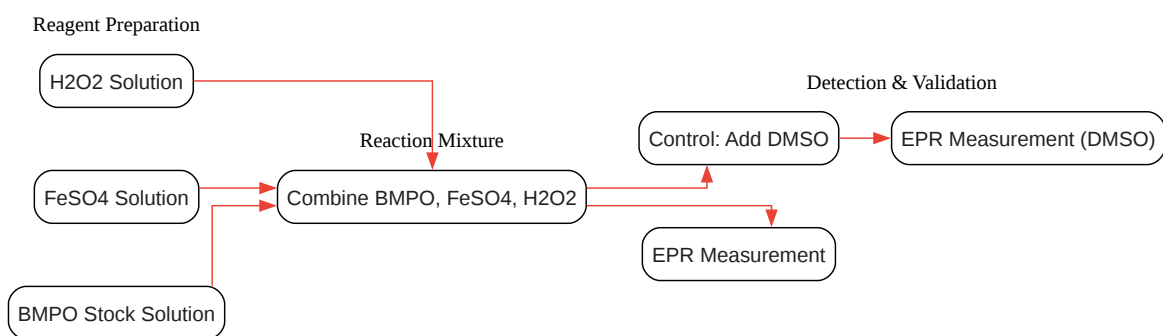 Reagent Preparation
H2O2 Solution
Detection & Validation
Control: Add DMSO
EPR Measurement (DMSO)
Reaction Mixture
FeSO4 Solution
Combine BMPO, FeSO4, H2O2
EPR Measurement
BMPO Stock Solution